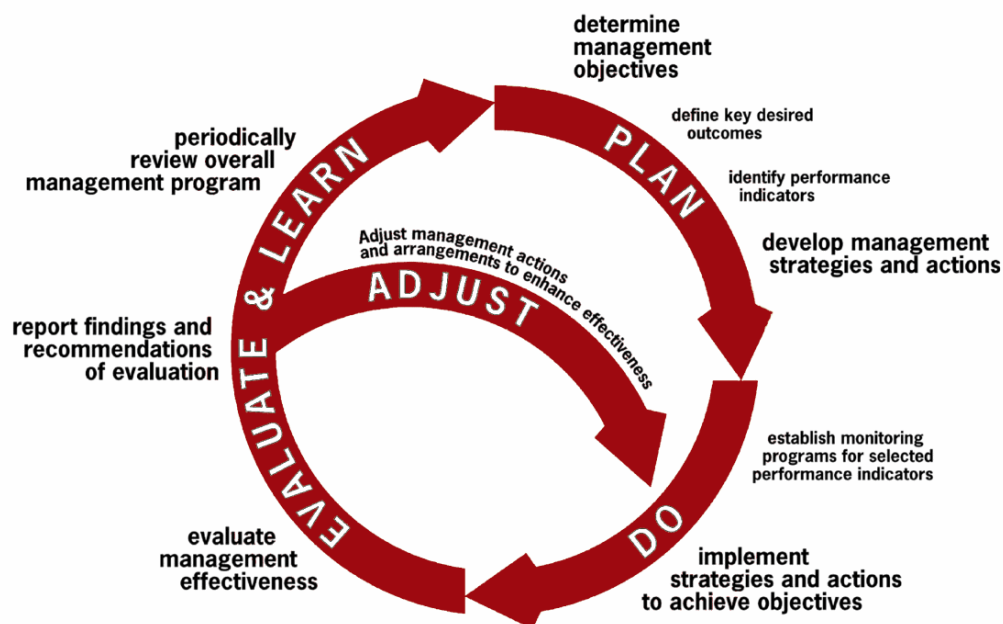 determine
management
objectives
define key desired
outcomes
PLAN
identify performance
indicators
develop management
strategies and actions
establish monitoring
programs for selected
performance indicators
DO
implement
strategies and actions
to achieve objectives
evaluate
management
effectiveness
EVALUATE & LEARN
report findings and
recommendations
of evaluation
periodically
review overall
management program
Adjust management actions
and arrangements to enhance effectiveness
ADJUST